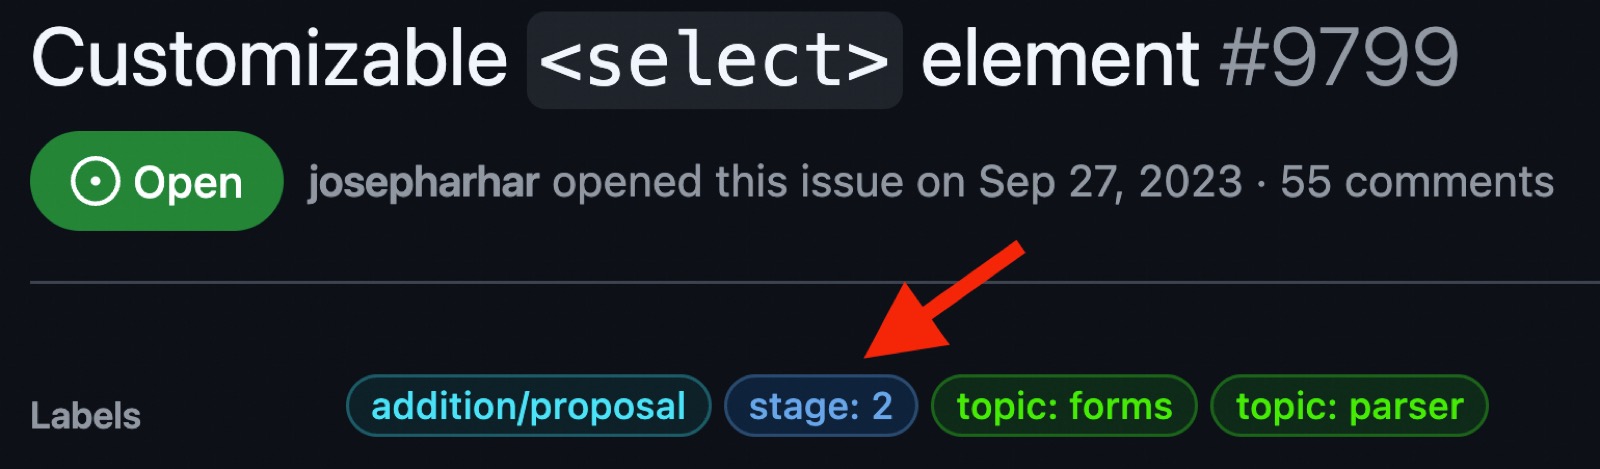 Customizable <select> element #9799
Open josepharhar opened this issue on Sep 27, 2023 · 55 comments
Labels addition/proposal stage: 2 topic: forms topic: parser